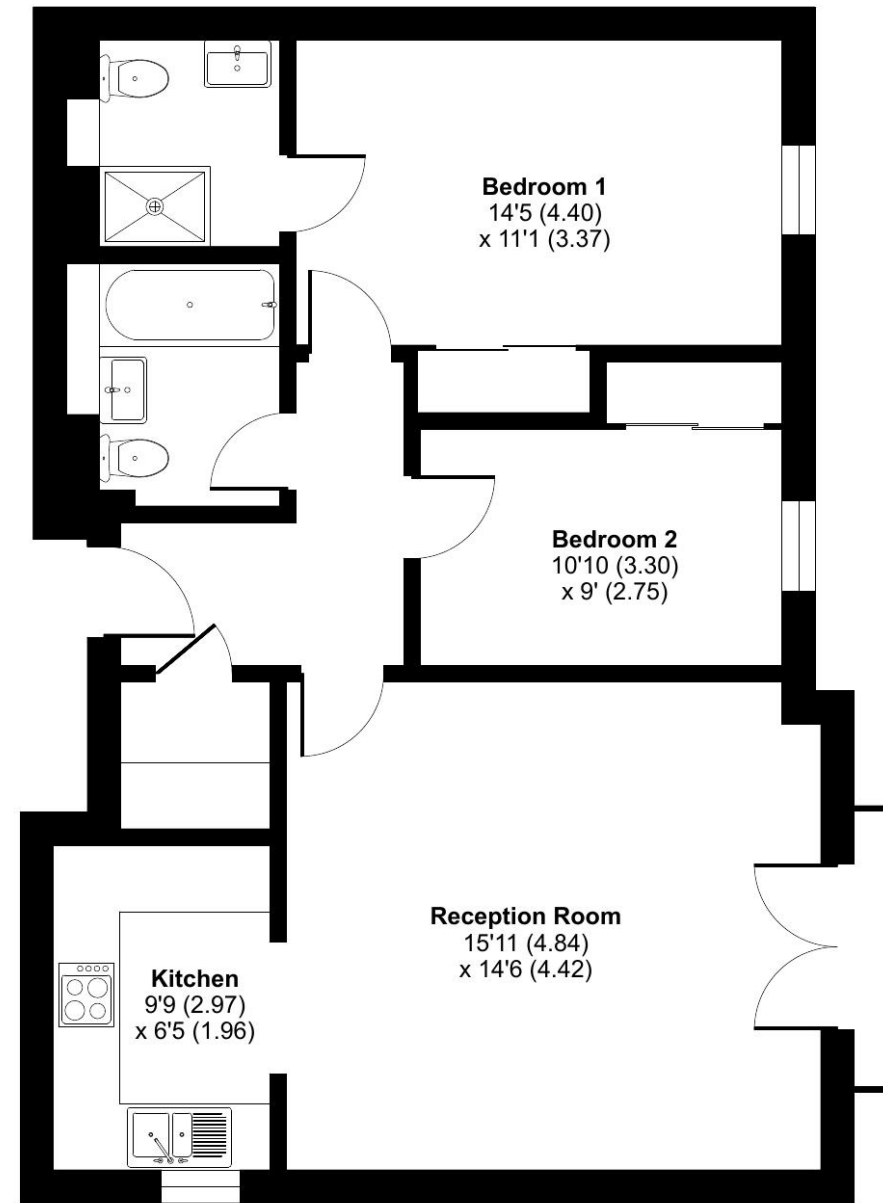 Bedroom 1
14'5 (4.40)
x 11'1 (3.37)
Bedroom 2
10'10 (3.30)
x 9' (2.75)
Reception Room
15'11 (4.84)
x 14'6 (4.42)
Kitchen
9'9 (2.97)
x 6'5 (1.96)